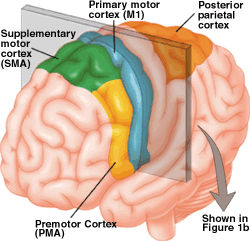 Primary motor
cortex (M1)
Posterior
parietal
cortex
Supplementary
motor
cortex
(SMA)
Premotor Cortex
(PMA)
Shown in
Figure 1b